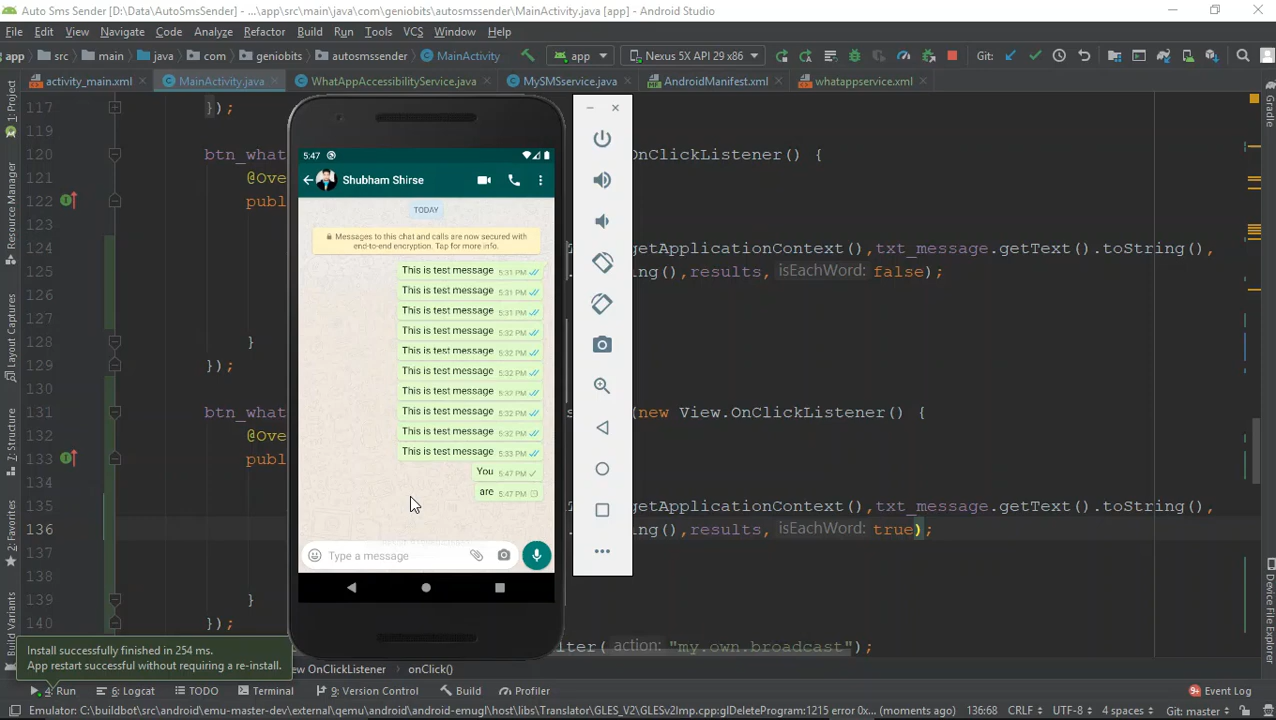 Auto Sms Sender [D:\Data\AutoSmsSender] - ...\app\src\main\java\com\geniobits\autosmssender\MainActivity.java [app] - Android Studio
File Edit View Navigate Code Analyze Refactor Build Run Tools VCS Window Help
app src main java com geniobits autosmssender MainActivity app Nexus 5X API 29 x86 Git:
activity_main.xml MainActivity.java WhatAppAccessibilityService.java MySMSservice.java AndroidManifest.xml whatappservice.xml
117 });
119
120 btn_what OnClickListener() {
121 @Ove
122 publ
123
124 getApplicationContext(),txt_message.getText().toString(),
125 ing(),results, isEachWord: false);
126
127
128 }
129 });
130
131 btn_what (new View.OnClickListener() {
132 @Ove
133 publ
134
135 getApplicationContext(),txt_message.getText().toString(),
136 ing(),results, isEachWord: true);
137
138
139 }
140 });
lter( action: "my.own.broadcast");
5:47
Shubham Shirse
TODAY
Messages to this chat and calls are now secured with
end-to-end encryption. Tap for more info.
This is test message 5:31 PM
This is test message 5:31 PM
This is test message 5:31 PM
This is test message 5:32 PM
This is test message 5:32 PM
This is test message 5:32 PM
This is test message 5:32 PM
This is test message 5:32 PM
This is test message 5:32 PM
This is test message 5:33 PM
You 5:47 PM
are 5:47 PM
Type a message
1: Project
Resource Manager
Layout Captures
7: Structure
2: Favorites
Build Variants
Gradle
Device File Explorer
Install successfully finished in 254 ms.
App restart successful without requiring a re-install.
ew OnClickListener onClick()
4: Run 6: Logcat TODO Terminal 9: Version Control Build Profiler Event Log
Emulator: C:\buildbot\src\android\emu-master-dev\external\qemu\android\android-emugl\host\libs\Translator\GLES_V2\GLESv2Imp.cpp:glDeleteProgram:1215 error 0x... (moments ago) 136:68 CRLF UTF-8 4 spaces Git: master